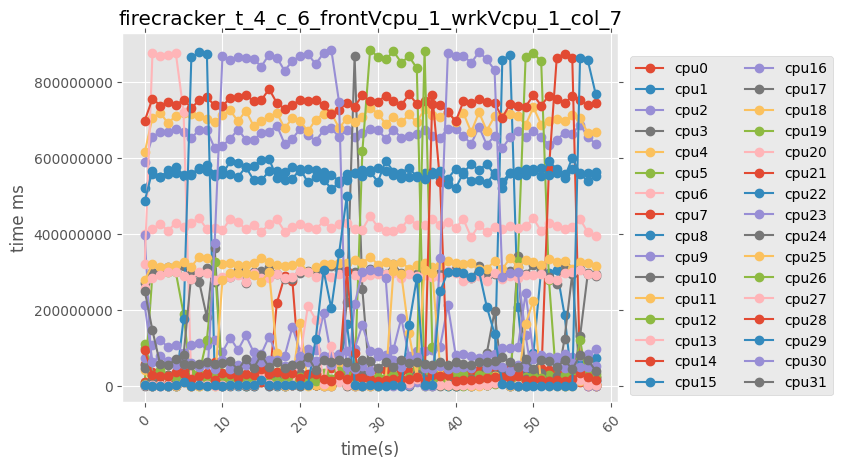 firecracker_t_4_c_6_frontVcpu_1_wrkVcpu_1_col_7
time ms
800000000
600000000
400000000
200000000
0
0
10
20
30
40
50
60
time(s)
cpu0
cpu1
cpu2
cpu3
cpu4
cpu5
cpu6
cpu7
cpu8
cpu9
cpu10
cpu11
cpu12
cpu13
cpu14
cpu15
cpu16
cpu17
cpu18
cpu19
cpu20
cpu21
cpu22
cpu23
cpu24
cpu25
cpu26
cpu27
cpu28
cpu29
cpu30
cpu31